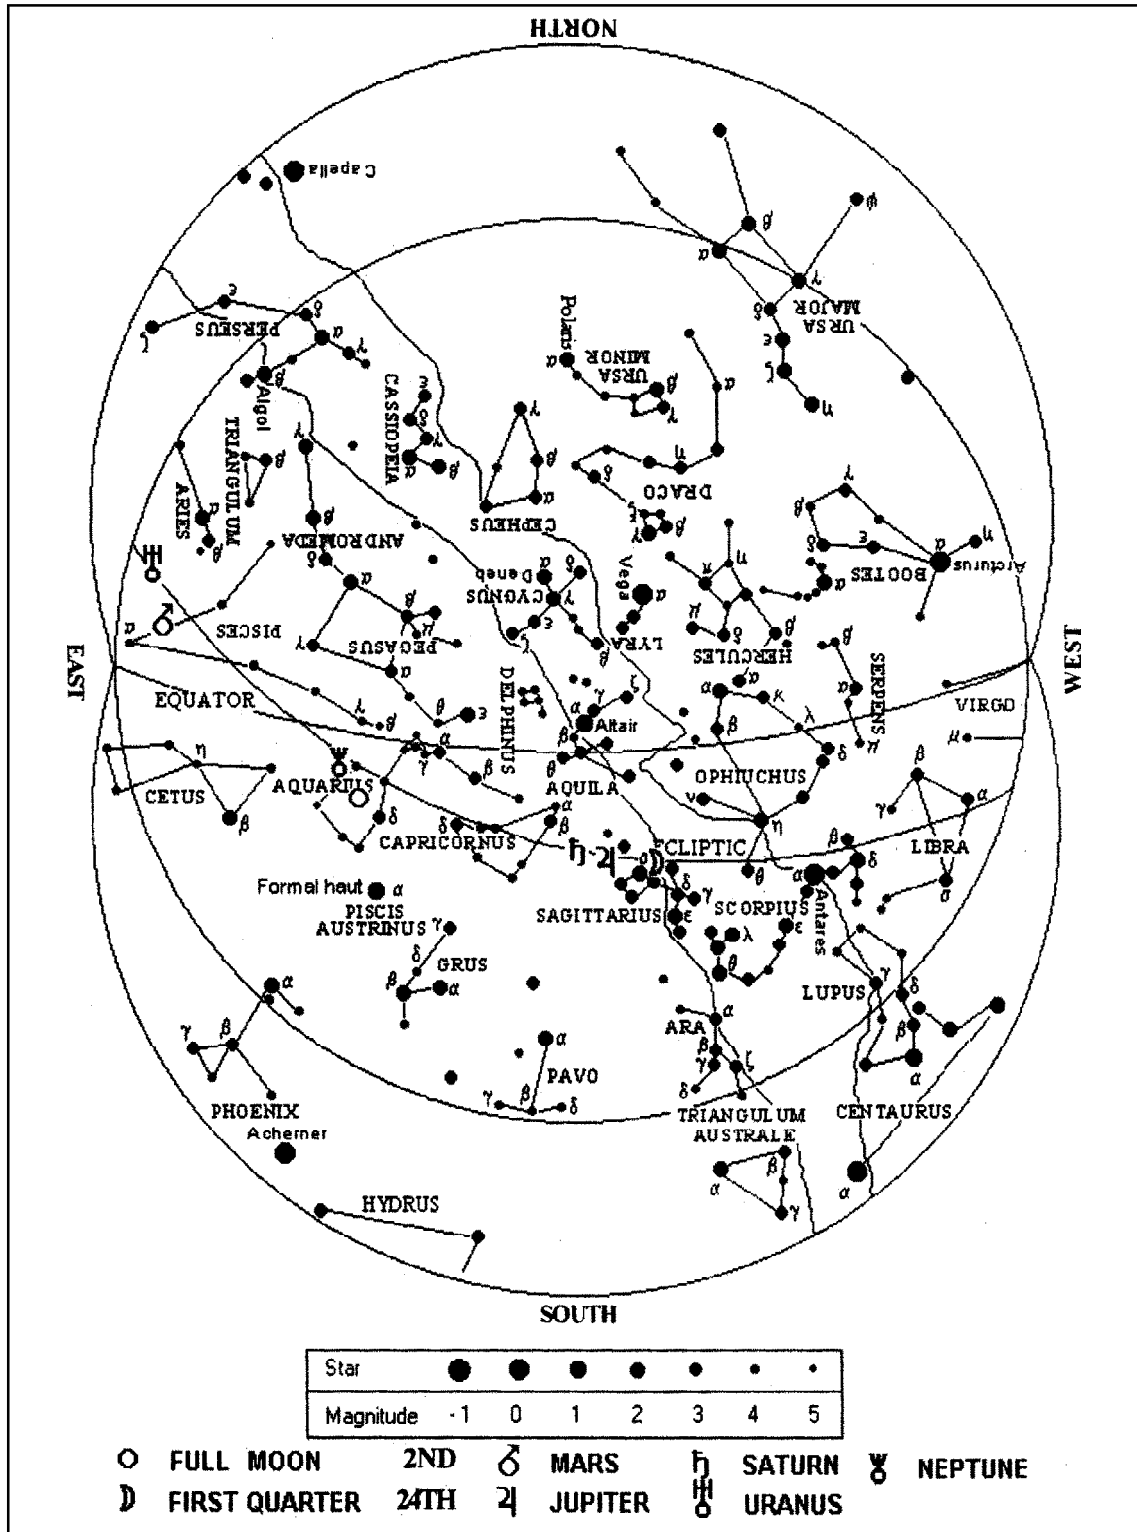 NORTH
Capella
ψ
β
α
γ
URSA MAJOR
δ
ε
ζ
η
ε
δ
PERSEUS
ζ
α
γ
β
Algol
Polaris
α
URSA MINOR
β
γ
α
CASSIOPEIA
ε
δ
γ
α
β
γ
β
α
CEPHEUS
η
δ
DRACO
ξ
β
γ
TRIANGULUM
β
ARIES
α
β
γ
β
ANDROMEDA
δ
α
γ
β
δ
ε
α
η
BOOTES
Arcturus
α
Deneb
δ
CYGNUS
γ
ε
ζ
β
Vega
α
LYRA
π
η
μ
δ
β
HERCULES
α
α
PISCES
β
μ
PEGASUS
γ
α
θ
ε
EAST
WEST
EQUATOR
γ
β
DELPHINUS
ζ
γ
α
Altair
β
θ
AQUILA
α
κ
β
λ
δ
OPHIUCHUS
ν
η
θ
β
α
SERPENS
μ
VIRGO
μ
β
γ
α
LIBRA
σ
η
CETUS
β
AQUARIUS
α
γ
β
δ
CAPRICORNUS
δ
α
β
ECLIPTIC
Formal haut α
PISCIS
AUSTRINUS
γ
δ
GRUS
β
α
σ
δ
γ
SAGITTARIUS
ε
SCORPIUS
β
δ
α
Antares
ε
λ
θ
LUPUS
γ
δ
β
α
CENTAURUS
α
ARA
α
β
γ
ζ
δ
α
PAVO
γ
β
δ
α
γ
β
PHOENIX
Acherner
TRIANGULUM
AUSTRALE
β
α
γ
HYDRUS
SOUTH
Star
Magnitude -1 0 1 2 3 4 5
FULL MOON 2ND ♂ MARS ♄ SATURN NEPTUNE
FIRST QUARTER 24TH ♃ JUPITER URANUS